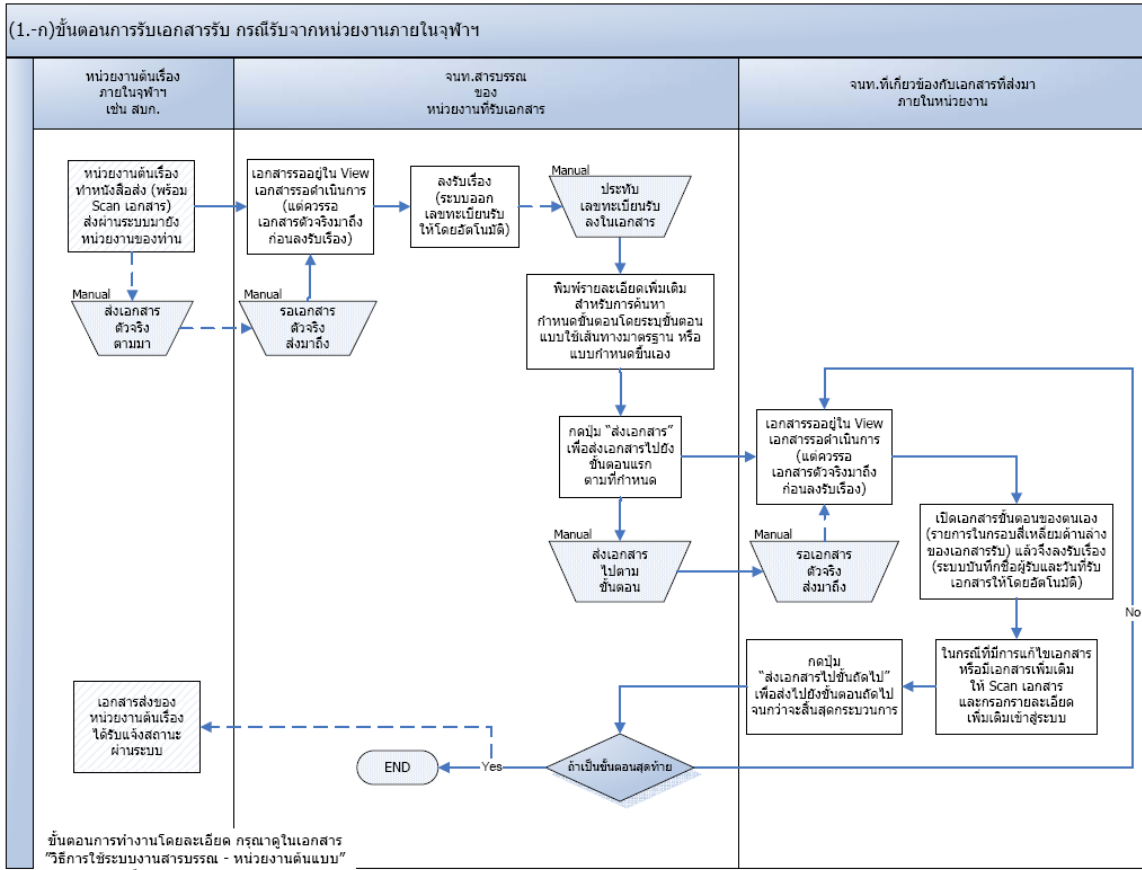 (1.-ก)ขั้นตอนการรับเอกสารรับ กรณีรับจากหน่วยงานภายในจุฬาฯ
หน่วยงานต้นเรื่อง
ภายในจุฬาฯ
เช่น สบก.
จนท.สารบรรณ
ของ
หน่วยงานที่รับเอกสาร
จนท.ที่เกี่ยวข้องกับเอกสารที่ส่งมา
ภายในหน่วยงาน
หน่วยงานต้นเรื่อง
ทำหนังสือส่ง (พร้อม
Scan เอกสาร)
ส่งผ่านระบบมายัง
หน่วยงานของท่าน
เอกสารรออยู่ใน View
เอกสารรอดำเนินการ
(แต่ควรรอ
เอกสารตัวจริงมาถึง
ก่อนลงรับเรื่อง)
ลงรับเรื่อง
(ระบบออก
เลขทะเบียนรับ
ให้โดยอัตโนมัติ)
Manual
ประทับ
เลขทะเบียนรับ
ลงในเอกสาร
Manual
ส่งเอกสาร
ตัวจริง
ตามมา
Manual
รอเอกสาร
ตัวจริง
ส่งมาถึง
พิมพ์รายละเอียดเพิ่มเติม
สำหรับการค้นหา
กำหนดขั้นตอนโดยระบุขั้นตอน
แบบใช้เส้นทางมาตรฐาน หรือ
แบบกำหนดขึ้นเอง
กดปุ่ม “ส่งเอกสาร”
เพื่อส่งเอกสารไปยัง
ขั้นตอนแรก
ตามที่กำหนด
เอกสารรออยู่ใน View
เอกสารรอดำเนินการ
(แต่ควรรอ
เอกสารตัวจริงมาถึง
ก่อนลงรับเรื่อง)
Manual
ส่งเอกสาร
ไปตาม
ขั้นตอน
Manual
รอเอกสาร
ตัวจริง
ส่งมาถึง
เปิดเอกสารขั้นตอนของตนเอง
(รายการในกรอบสี่เหลี่ยมด้านล่าง
ของเอกสารรับ) แล้วจึงลงรับเรื่อง
(ระบบบันทึกชื่อผู้รับและวันที่รับ
เอกสารให้โดยอัตโนมัติ)
No
ในกรณีที่มีการแก้ไขเอกสาร
หรือมีเอกสารเพิ่มเติม
ให้ Scan เอกสาร
และกรอกรายละเอียด
เพิ่มเติมเข้าสู่ระบบ
กดปุ่ม
“ส่งเอกสารไปขั้นถัดไป”
เพื่อส่งไปยังขั้นตอนถัดไป
จนกว่าจะสิ้นสุดกระบวนการ
เอกสารส่งของ
หน่วยงานต้นเรื่อง
ได้รับแจ้งสถานะ
ผ่านระบบ
END
Yes
ถ้าเป็นขั้นตอนสุดท้าย
ขั้นตอนการทำงานโดยละเอียด กรุณาดูในเอกสาร
“วิธีการใช้ระบบงานสารบรรณ - หน่วยงานต้นแบบ”